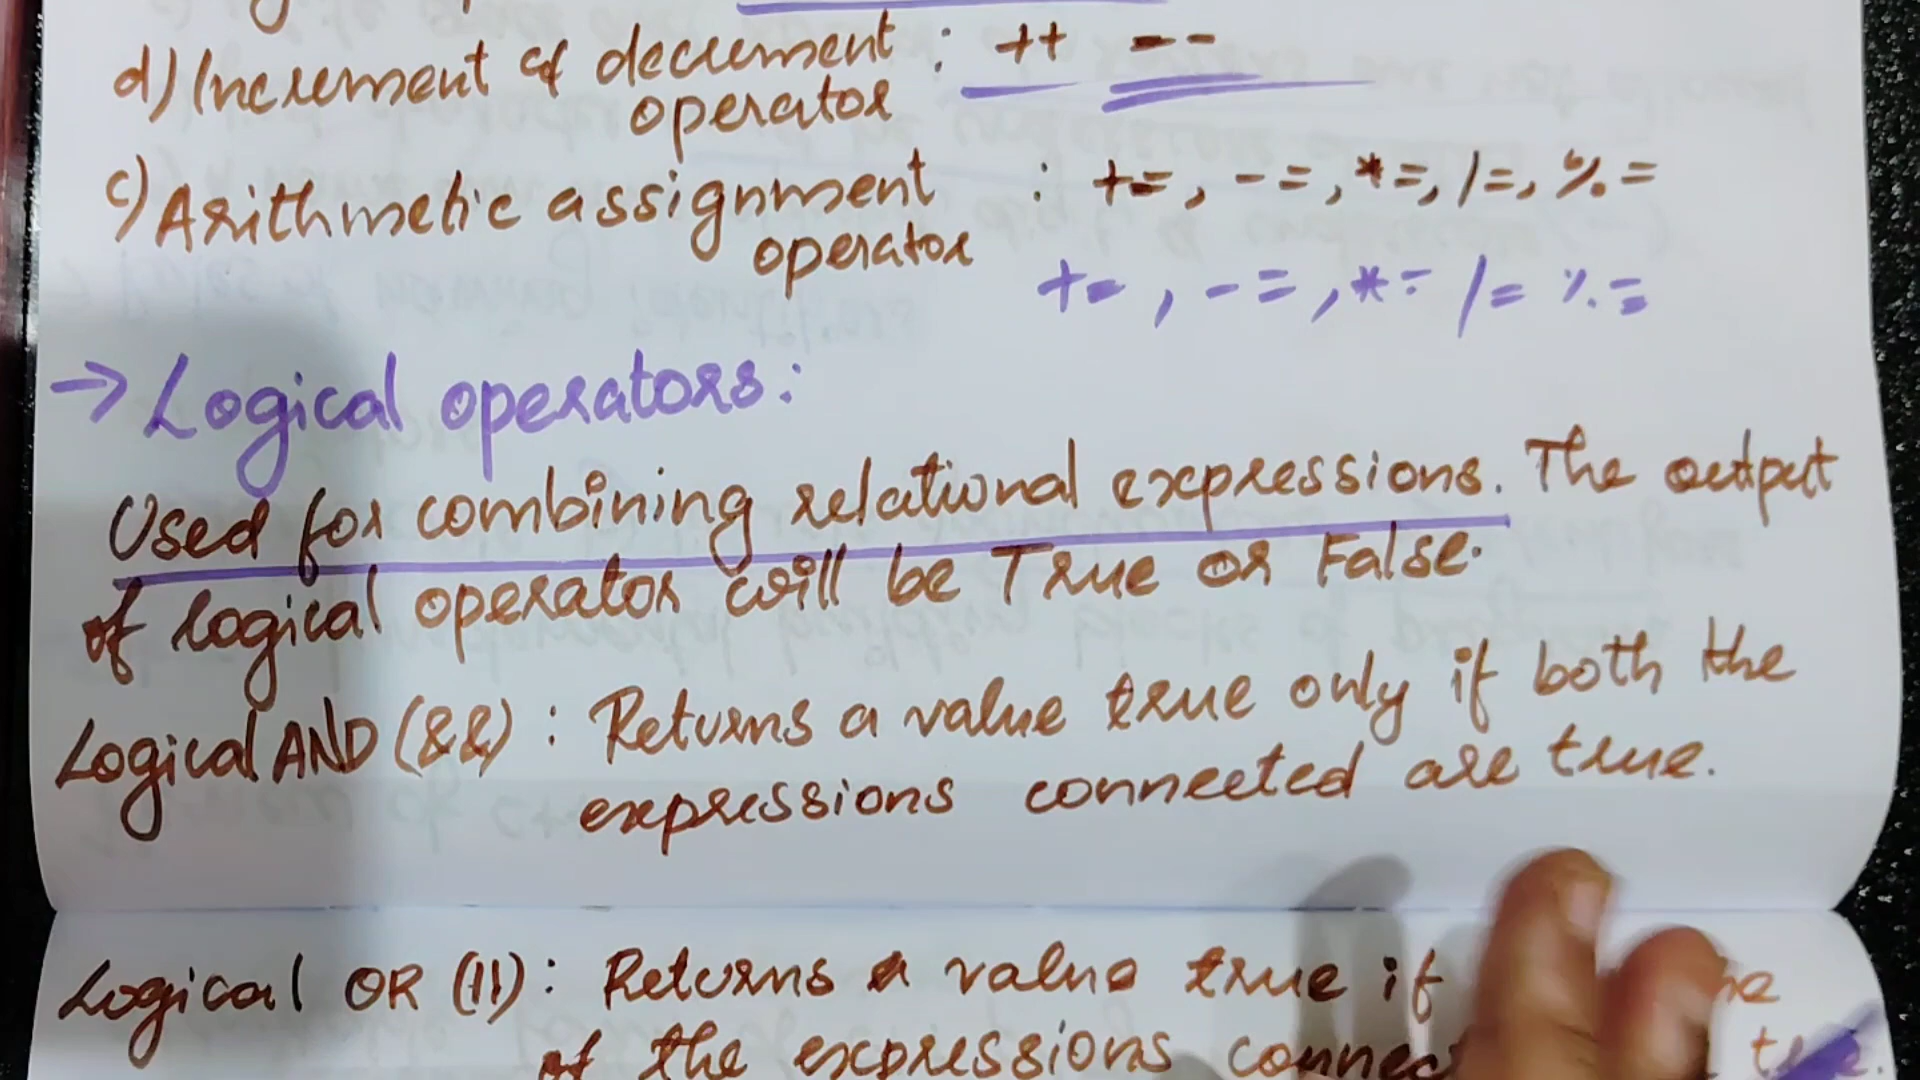 d) Increment & decrement : ++ --
operator
c) Arithmetic assignment : +=, -=, *=, /=, %=
operator
+=, -=, *= /= %=
→ Logical operators:
Used for combining relational expressions. The output
of logical operator will be True or False.
Logical AND (&&) : Returns a value true only if both the
expressions connected are true.
Logical OR (||) : Returns a value true if
of the expressions